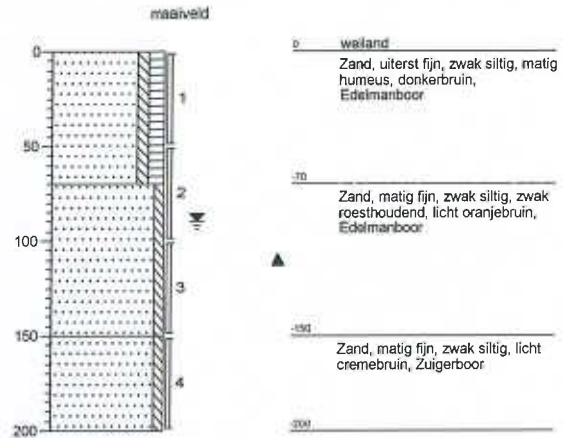 maaiveld
0
50
100
150
200
1
2
3
4
0 weiland
Zand, uiterst fijn, zwak siltig, matig
humeus, donkerbruin,
Edelmanboor
-70
Zand, matig fijn, zwak siltig, zwak
roesthoudend, licht oranjebruin,
Edelmanboor
-150
Zand, matig fijn, zwak siltig, licht
cremebruin, Zuigerboor
-200